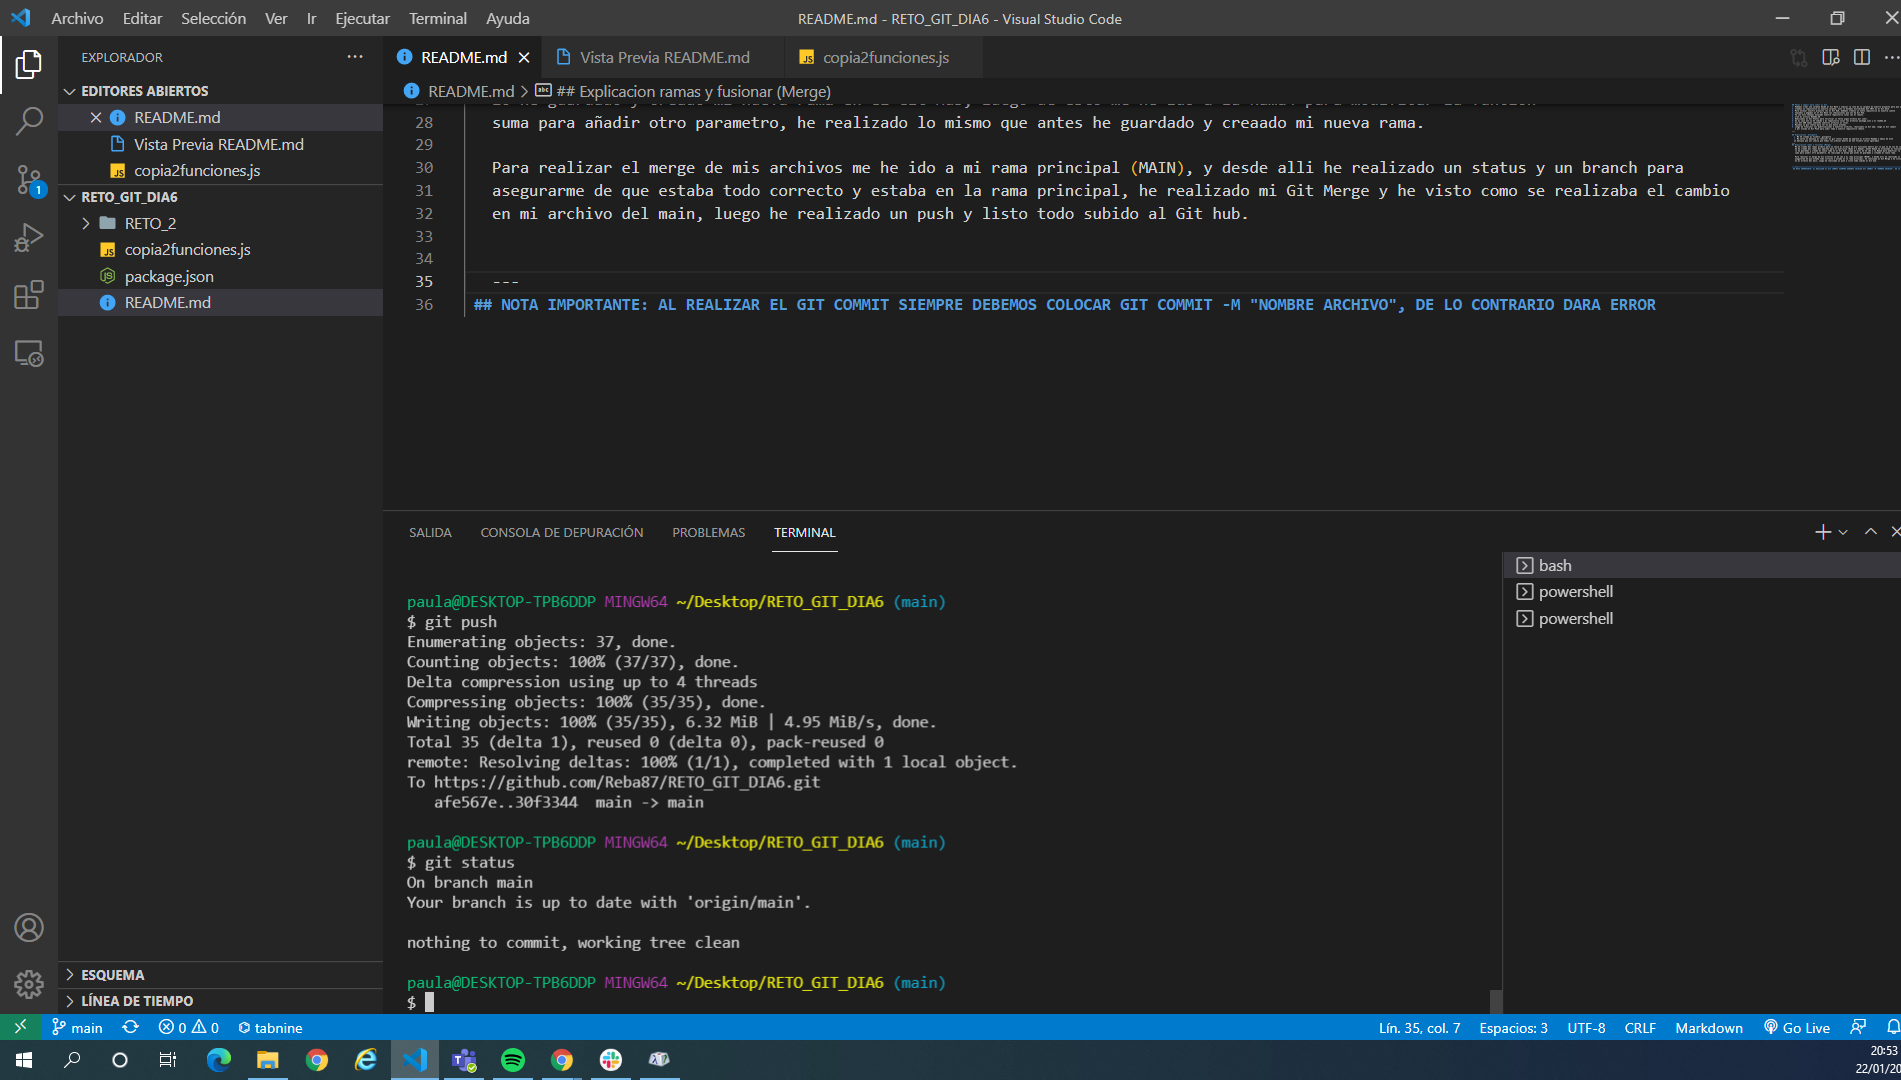 Archivo Editar Selección Ver Ir Ejecutar Terminal Ayuda
README.md - RETO_GIT_DIA6 - Visual Studio Code
EXPLORADOR
README.md
Vista Previa README.md
copia2funciones.js
EDITORES ABIERTOS
README.md
Vista Previa README.md
copia2funciones.js
1
RETO_GIT_DIA6
RETO_2
copia2funciones.js
package.json
README.md
README.md > ## Explicacion ramas y fusionar (Merge)
28 suma para añadir otro parametro, he realizado lo mismo que antes he guardado y creaado mi nueva rama.
29
30 Para realizar el merge de mis archivos me he ido a mi rama principal (MAIN), y desde alli he realizado un status y un branch para
31 asegurarme de que estaba todo correcto y estaba en la rama principal, he realizado mi Git Merge y he visto como se realizaba el cambio
32 en mi archivo del main, luego he realizado un push y listo todo subido al Git hub.
33
34
35 ---
36 ## NOTA IMPORTANTE: AL REALIZAR EL GIT COMMIT SIEMPRE DEBEMOS COLOCAR GIT COMMIT -M "NOMBRE ARCHIVO", DE LO CONTRARIO DARA ERROR
SALIDA CONSOLA DE DEPURACIÓN PROBLEMAS TERMINAL
bash
powershell
powershell
paula@DESKTOP-TPB6DDP MINGW64 ~/Desktop/RETO_GIT_DIA6 (main)
$ git push
Enumerating objects: 37, done.
Counting objects: 100% (37/37), done.
Delta compression using up to 4 threads
Compressing objects: 100% (35/35), done.
Writing objects: 100% (35/35), 6.32 MiB | 4.95 MiB/s, done.
Total 35 (delta 1), reused 0 (delta 0), pack-reused 0
remote: Resolving deltas: 100% (1/1), completed with 1 local object.
To https://github.com/Reba87/RETO_GIT_DIA6.git
afe567e..30f3344 main -> main
paula@DESKTOP-TPB6DDP MINGW64 ~/Desktop/RETO_GIT_DIA6 (main)
$ git status
On branch main
Your branch is up to date with 'origin/main'.
nothing to commit, working tree clean
paula@DESKTOP-TPB6DDP MINGW64 ~/Desktop/RETO_GIT_DIA6 (main)
$
ESQUEMA
LÍNEA DE TIEMPO
main 0 0 tabnine
Lín. 35, col. 7 Espacios: 3 UTF-8 CRLF Markdown Go Live
20:53
22/01/20